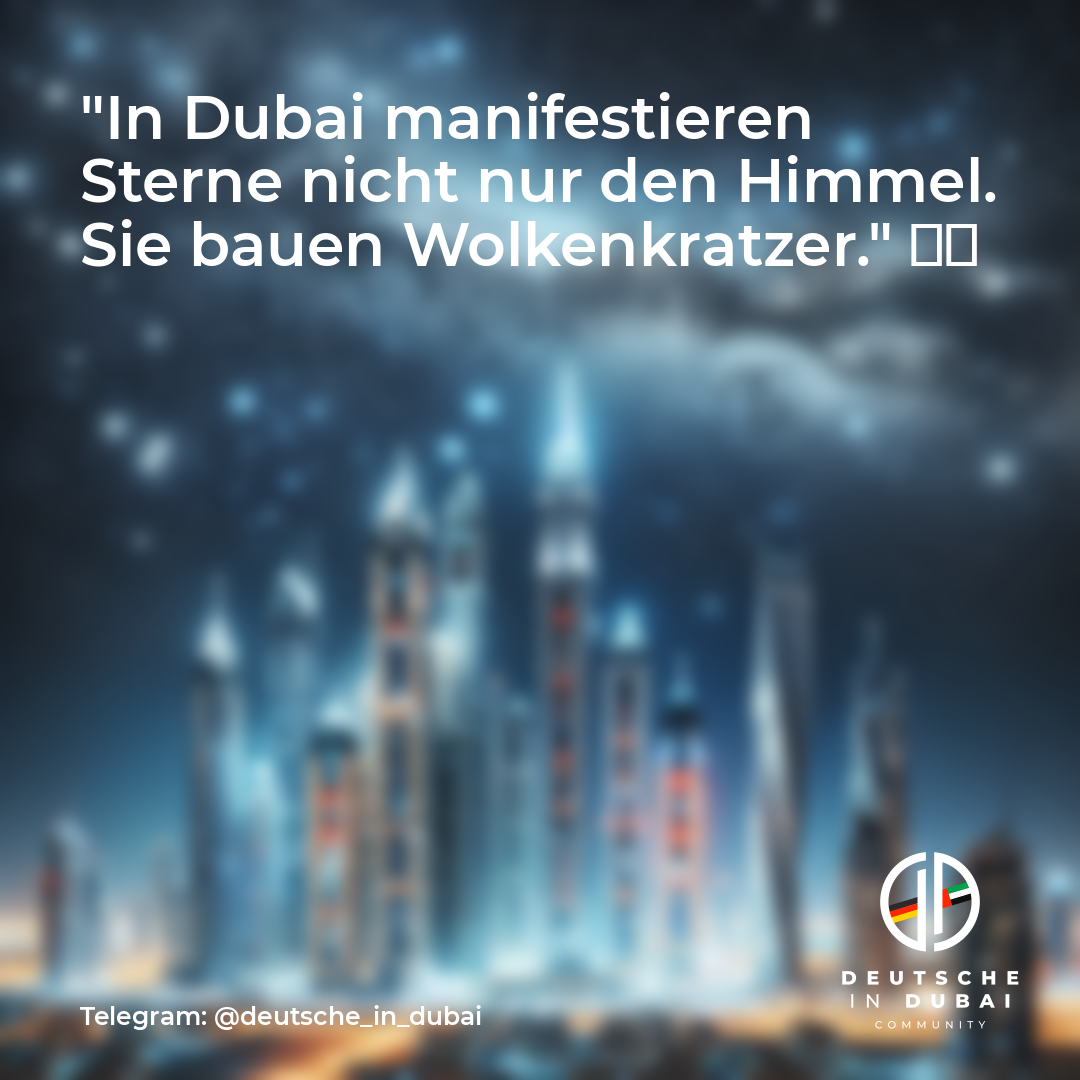 "In Dubai manifestieren
Sterne nicht nur den Himmel.
Sie bauen Wolkenkratzer." 
Telegram: @deutsche_in_dubai
DEUTSCHE
IN DUBAI
COMMUNITY